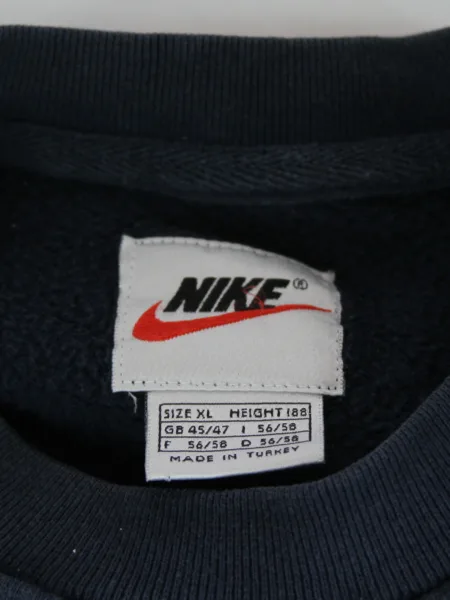 NIKE®
SIZE XL HEIGHT 188
GB 45/47 I 56/58
F 56/58 D 56/58
MADE IN TURKEY